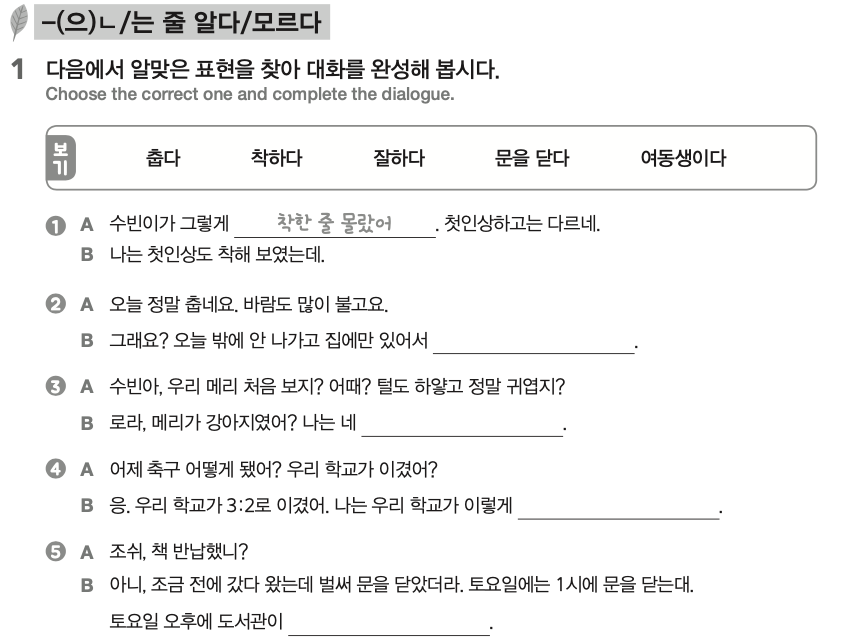 -(으)ㄴ/는 줄 알다/모르다
1 다음에서 알맞은 표현을 찾아 대화를 완성해 봅시다.
Choose the correct one and complete the dialogue.
보기 춥다 착하다 잘하다 문을 닫다 여동생이다
1 A 수빈이가 그렇게 착한 줄 몰랐어. 첫인상하고는 다르네.
B 나는 첫인상도 착해 보였는데.
2 A 오늘 정말 춥네요. 바람도 많이 불고요.
B 그래요? 오늘 밖에 안 나가고 집에만 있어서 .
3 A 수빈아, 우리 메리 처음 보지? 어때? 털도 하얗고 정말 귀엽지?
B 로라, 메리가 강아지였어? 나는 네 .
4 A 어제 축구 어떻게 됐어? 우리 학교가 이겼어?
B 응. 우리 학교가 3:2로 이겼어. 나는 우리 학교가 이렇게 .
5 A 조쉬, 책 반납했니?
B 아니, 조금 전에 갔다 왔는데 벌써 문을 닫았더라. 토요일에는 1시에 문을 닫는대.
토요일 오후에 도서관이 .